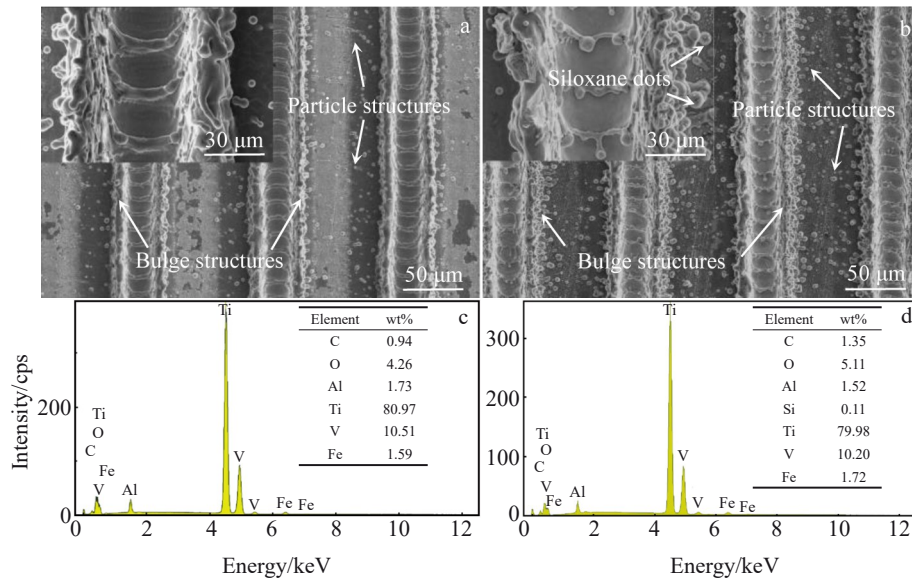 a
Particle structures
30 μm
Bulge structures
50 μm
b
Siloxane dots
Particle structures
30 μm
Bulge structures
50 μm
c
Intensity/cps
200
0
Ti
O
C
Fe
V
Al
Ti
V
V
Fe
Fe
Element wt%
C 0.94
O 4.26
Al 1.73
Ti 80.97
V 10.51
Fe 1.59
0 2 4 6 8 10 12
Energy/keV
d
300
200
100
0
Ti
O
C
V
Fe
Al
Ti
V
V
Fe
Fe
Element wt%
C 1.35
O 5.11
Al 1.52
Si 0.11
Ti 79.98
V 10.20
Fe 1.72
0 2 4 6 8 10 12
Energy/keV